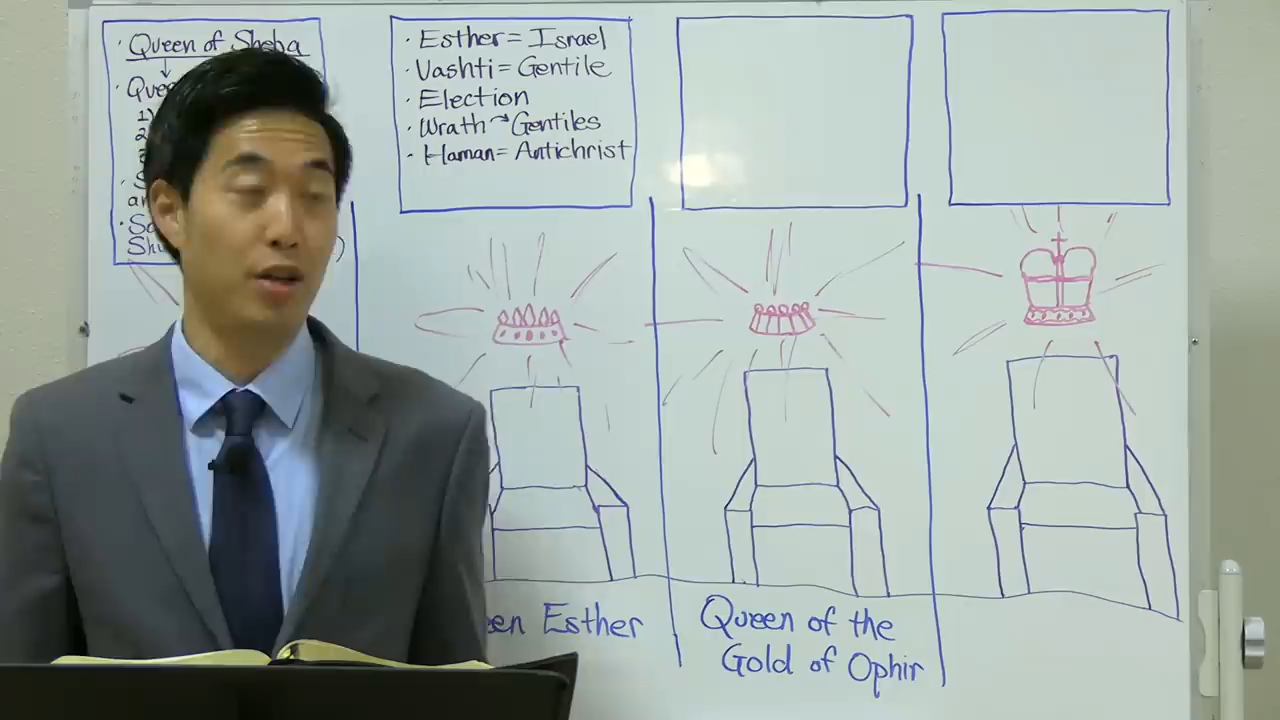 · Queen of Sheba
· Esther = Israel
· Vashti = Gentile
· Election
· Wrath → Gentiles
· Haman = Antichrist
Esther
Queen of the
Gold of Ophir